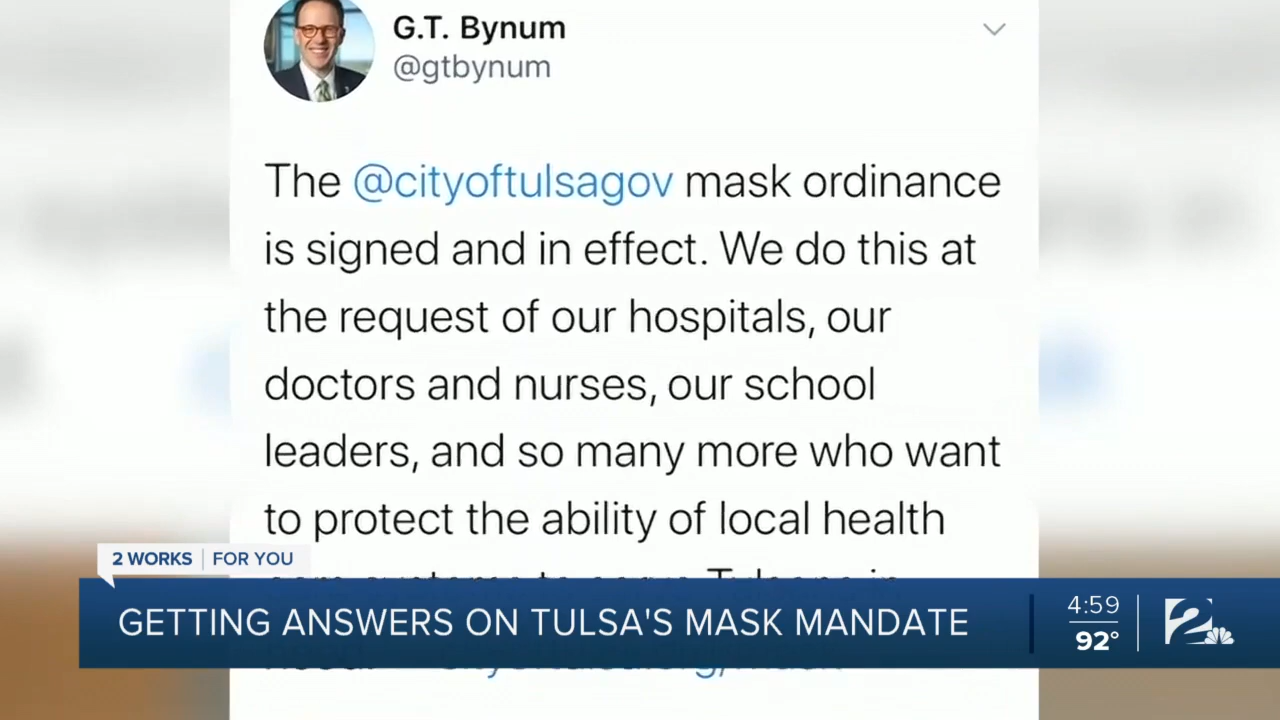 G.T. Bynum
@gtbynum
The @cityoftulsagov mask ordinance
is signed and in effect. We do this at
the request of our hospitals, our
doctors and nurses, our school
leaders, and so many more who want
to protect the ability of local health
2 WORKS FOR YOU
GETTING ANSWERS ON TULSA'S MASK MANDATE
4:59
92°
2